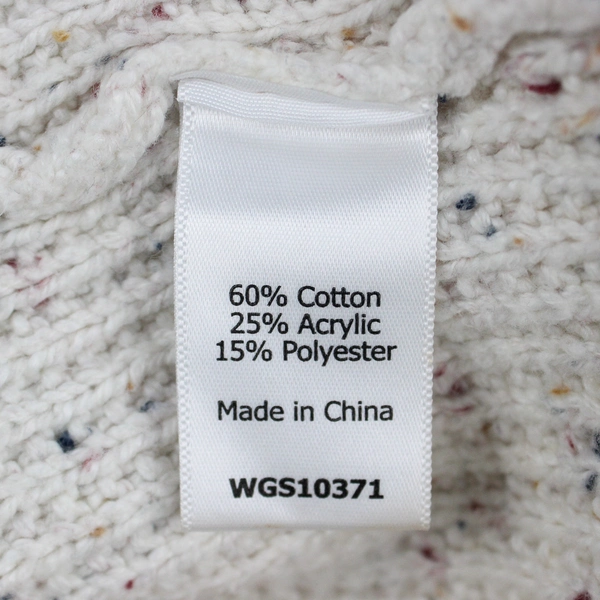 60% Cotton
25% Acrylic
15% Polyester
Made in China
WGS10371